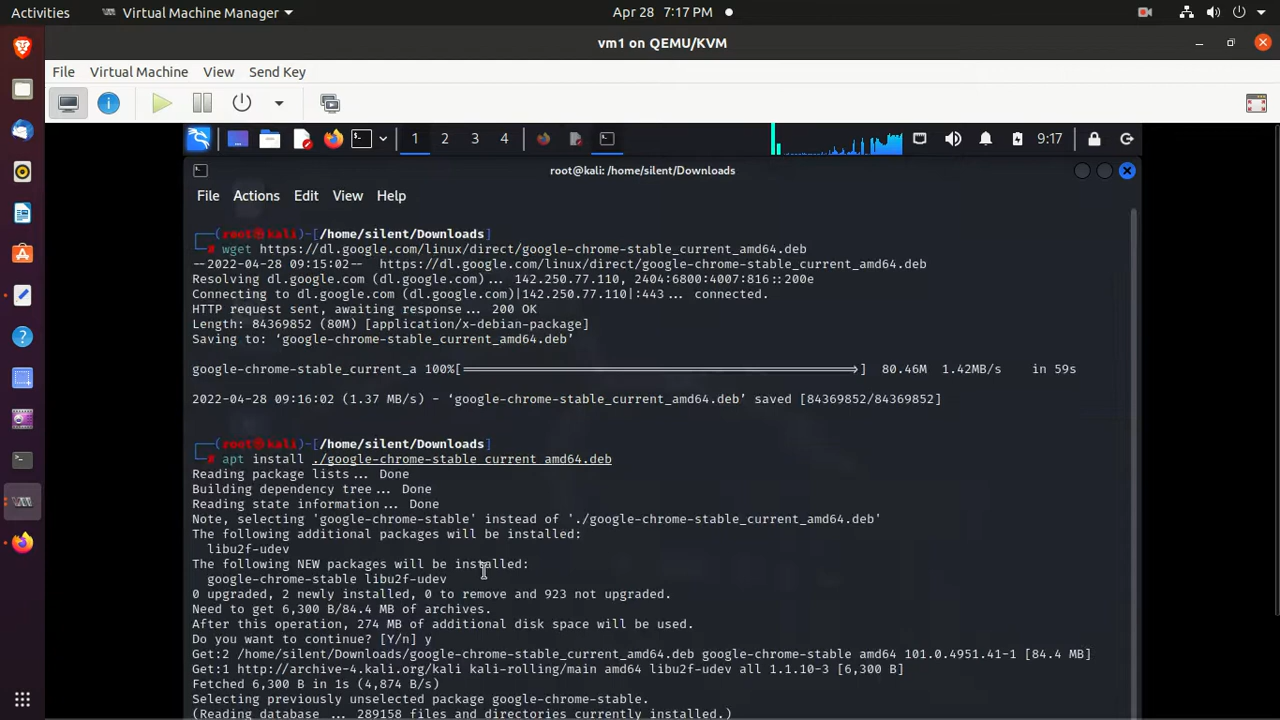 Activities Virtual Machine Manager Apr 28 7:17 PM
vm1 on QEMU/KVM
File Virtual Machine View Send Key
1 2 3 4 9:17
root@kali: /home/silent/Downloads
File Actions Edit View Help
┌──(root㉿kali)-[/home/silent/Downloads]
└─# wget https://dl.google.com/linux/direct/google-chrome-stable_current_amd64.deb
--2022-04-28 09:15:02-- https://dl.google.com/linux/direct/google-chrome-stable_current_amd64.deb
Resolving dl.google.com (dl.google.com)... 142.250.77.110, 2404:6800:4007:816::200e
Connecting to dl.google.com (dl.google.com)|142.250.77.110|:443... connected.
HTTP request sent, awaiting response... 200 OK
Length: 84369852 (80M) [application/x-debian-package]
Saving to: ‘google-chrome-stable_current_amd64.deb’
google-chrome-stable_current_a 100%[===================================================>] 80.46M 1.42MB/s in 59s
2022-04-28 09:16:02 (1.37 MB/s) - ‘google-chrome-stable_current_amd64.deb’ saved [84369852/84369852]
┌──(root㉿kali)-[/home/silent/Downloads]
└─# apt install ./google-chrome-stable_current_amd64.deb
Reading package lists... Done
Building dependency tree... Done
Reading state information... Done
Note, selecting 'google-chrome-stable' instead of './google-chrome-stable_current_amd64.deb'
The following additional packages will be installed:
libu2f-udev
The following NEW packages will be installed:
google-chrome-stable libu2f-udev
0 upgraded, 2 newly installed, 0 to remove and 923 not upgraded.
Need to get 6,300 B/84.4 MB of archives.
After this operation, 274 MB of additional disk space will be used.
Do you want to continue? [Y/n] y
Get:2 /home/silent/Downloads/google-chrome-stable_current_amd64.deb google-chrome-stable amd64 101.0.4951.41-1 [84.4 MB]
Get:1 http://archive-4.kali.org/kali kali-rolling/main amd64 libu2f-udev all 1.1.10-3 [6,300 B]
Fetched 6,300 B in 1s (4,874 B/s)
Selecting previously unselected package google-chrome-stable.
(Reading database ... 289158 files and directories currently installed.)